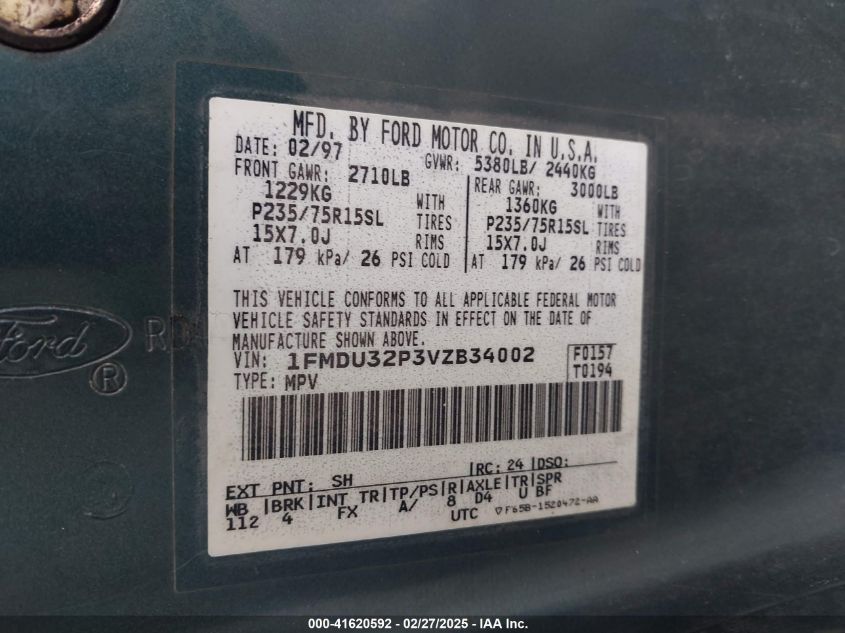 MFD. BY FORD MOTOR CO. IN U.S.A.
DATE: 02/97 GVWR: 5380LB/ 2440KG
FRONT GAWR: 2710LB REAR GAWR: 3000LB
1229KG WITH 1360KG WITH
P235/75R15SL TIRES P235/75R15SL TIRES
15X7.0J RIMS 15X7.0J RIMS
AT 179 kPa/ 26 PSI COLD AT 179 kPa/ 26 PSI COLD
THIS VEHICLE CONFORMS TO ALL APPLICABLE FEDERAL MOTOR
VEHICLE SAFETY STANDARDS IN EFFECT ON THE DATE OF
MANUFACTURE SHOWN ABOVE.
VIN: 1FMDU32P3VZB34002 F0157
TYPE: MPV T0194
EXT PNT: SH RC: 24 DSO:
WB BRK INT TR TP/PS R AXLE TR SPR
112 4 FX A/ 8 D4 U BF
UTC ▽F65B-1520472-AA
Ford ®
000-41620592 - 02/27/2025 - IAA Inc.